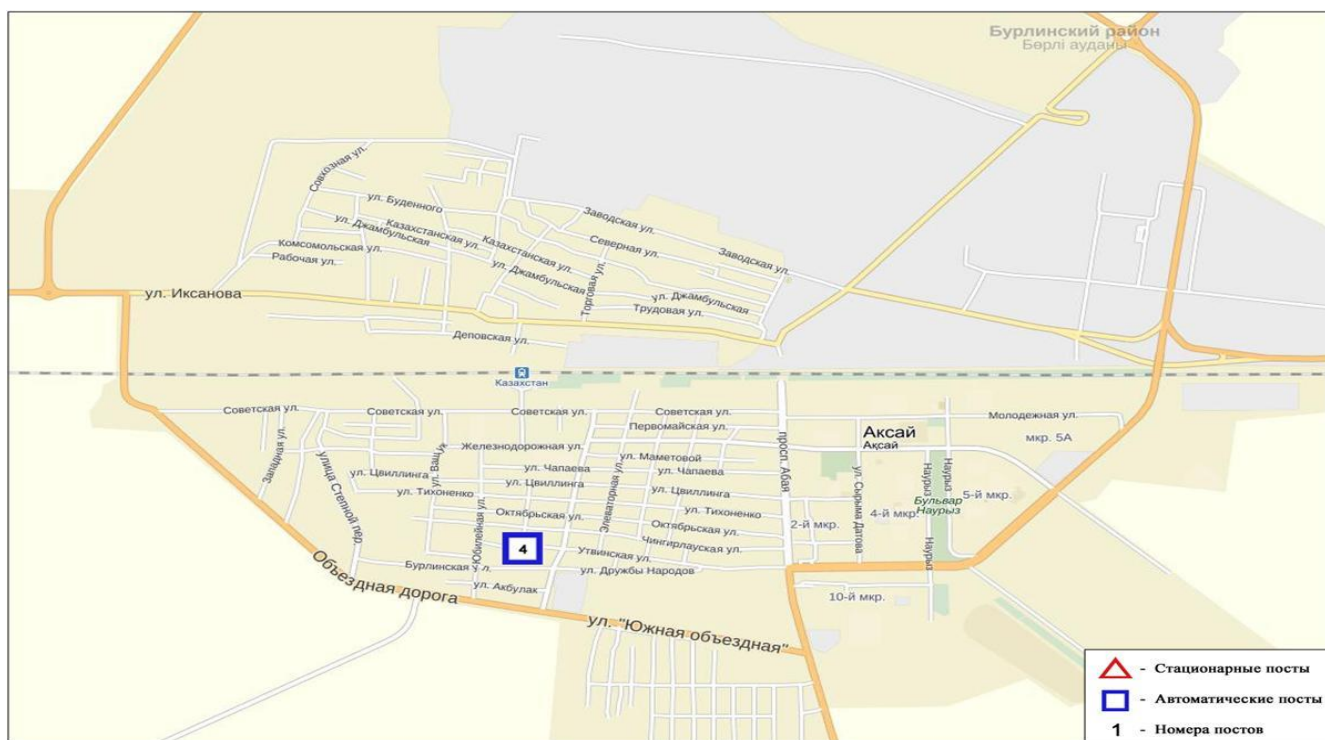 Бурлинский район
Бөрлі ауданы
Совхозная ул.
ул. Буденного
Заводская ул.
ул. Джамбульская
Казахстанская ул.
Северная ул.
Заводская ул.
Комсомольская ул.
Казахстанская ул.
Рабочая ул.
ул. Джамбульская
Торговая ул.
ул. Джамбульская
Трудовая ул.
ул. Иксанова
Деповская ул.
Казахстан
Советская ул.
Советская ул.
Советская ул.
Советская ул.
Молодежная ул.
Первомайская ул.
Аксай
Ақсай
мкр. 5А
просп. Абая
Железнодорожная ул.
ул. Маметовой
Западная ул.
улица Степной пер.
ул. Цвиллинга
ул. Чапаева
ул. Чапаева
Элеваторная ул.
ул. Сырыма Датова
Наурыз
Наурыз
ул. Тихоненко
ул. Цвиллинга
ул. Цвиллинга
5-й мкр.
Бульвар
Наурыз
Октябрьская ул.
ул. Тихоненко
4-й мкр.
2-й мкр.
Юбилейная ул.
Октябрьская ул.
Чингирлауская ул.
Наурыз
4
Утвинская ул.
Бурлинская ул.
ул. Дружбы Народов
Объездная дорога
ул. Акбулак
10-й мкр.
ул. "Южная объездная"
- Стационарные посты
- Автоматические посты
1 - Номера постов